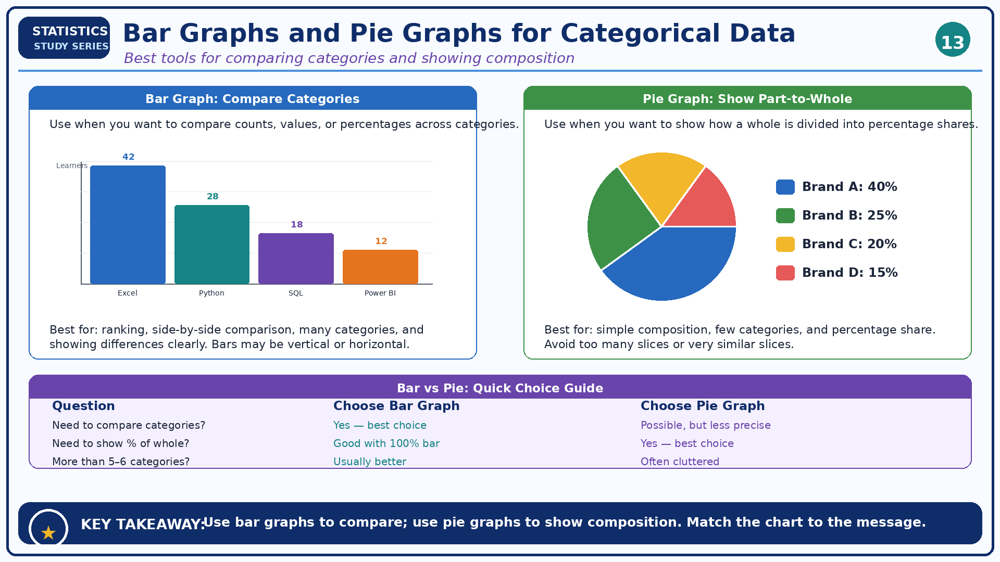 STATISTICS
STUDY SERIES
Bar Graphs and Pie Graphs for Categorical Data
Best tools for comparing categories and showing composition
13
Bar Graph: Compare Categories
Use when you want to compare counts, values, or percentages across categories.
Learners
42
28
18
12
Excel
Python
SQL
Power BI
Best for: ranking, side-by-side comparison, many categories, and
showing differences clearly. Bars may be vertical or horizontal.
Pie Graph: Show Part-to-Whole
Use when you want to show how a whole is divided into percentage shares.
Brand A: 40%
Brand B: 25%
Brand C: 20%
Brand D: 15%
Best for: simple composition, few categories, and percentage share.
Avoid too many slices or very similar slices.
Bar vs Pie: Quick Choice Guide
Question Choose Bar Graph Choose Pie Graph
Need to compare categories? Yes — best choice Possible, but less precise
Need to show % of whole? Good with 100% bar Yes — best choice
More than 5–6 categories? Usually better Often cluttered
KEY TAKEAWAY: Use bar graphs to compare; use pie graphs to show composition. Match the chart to the message.